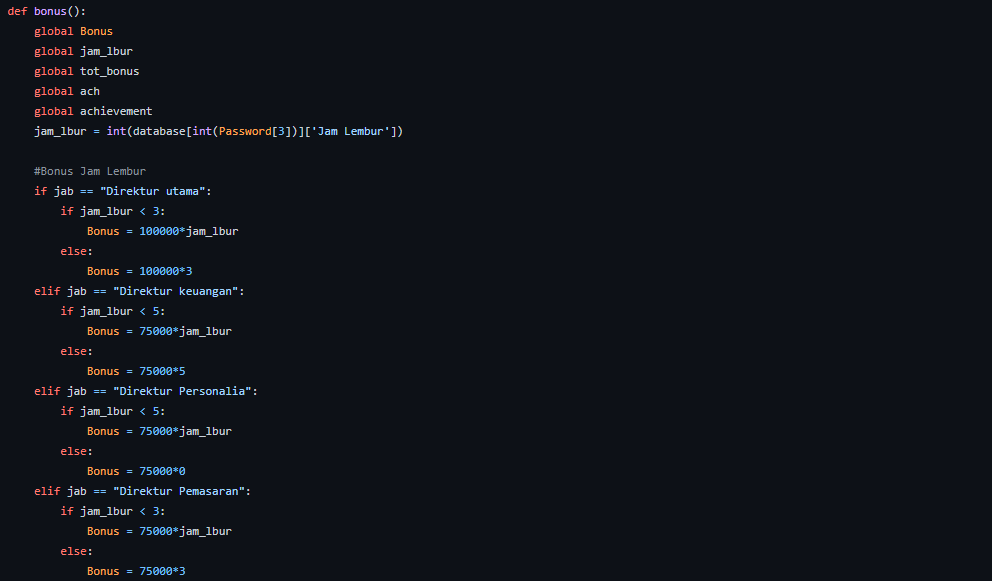 def bonus():
    global Bonus
    global jam_lbur
    global tot_bonus
    global ach
    global achievement
    jam_lbur = int(database[int(Password[3])]['Jam Lembur'])

    #Bonus Jam Lembur
    if jab == "Direktur utama":
        if jam_lbur < 3:
            Bonus = 100000*jam_lbur
        else:
            Bonus = 100000*3
    elif jab == "Direktur keuangan":
        if jam_lbur < 5:
            Bonus = 75000*jam_lbur
        else:
            Bonus = 75000*5
    elif jab == "Direktur Personalia":
        if jam_lbur < 5:
            Bonus = 75000*jam_lbur
        else:
            Bonus = 75000*0
    elif jab == "Direktur Pemasaran":
        if jam_lbur < 3:
            Bonus = 75000*jam_lbur
        else:
            Bonus = 75000*3